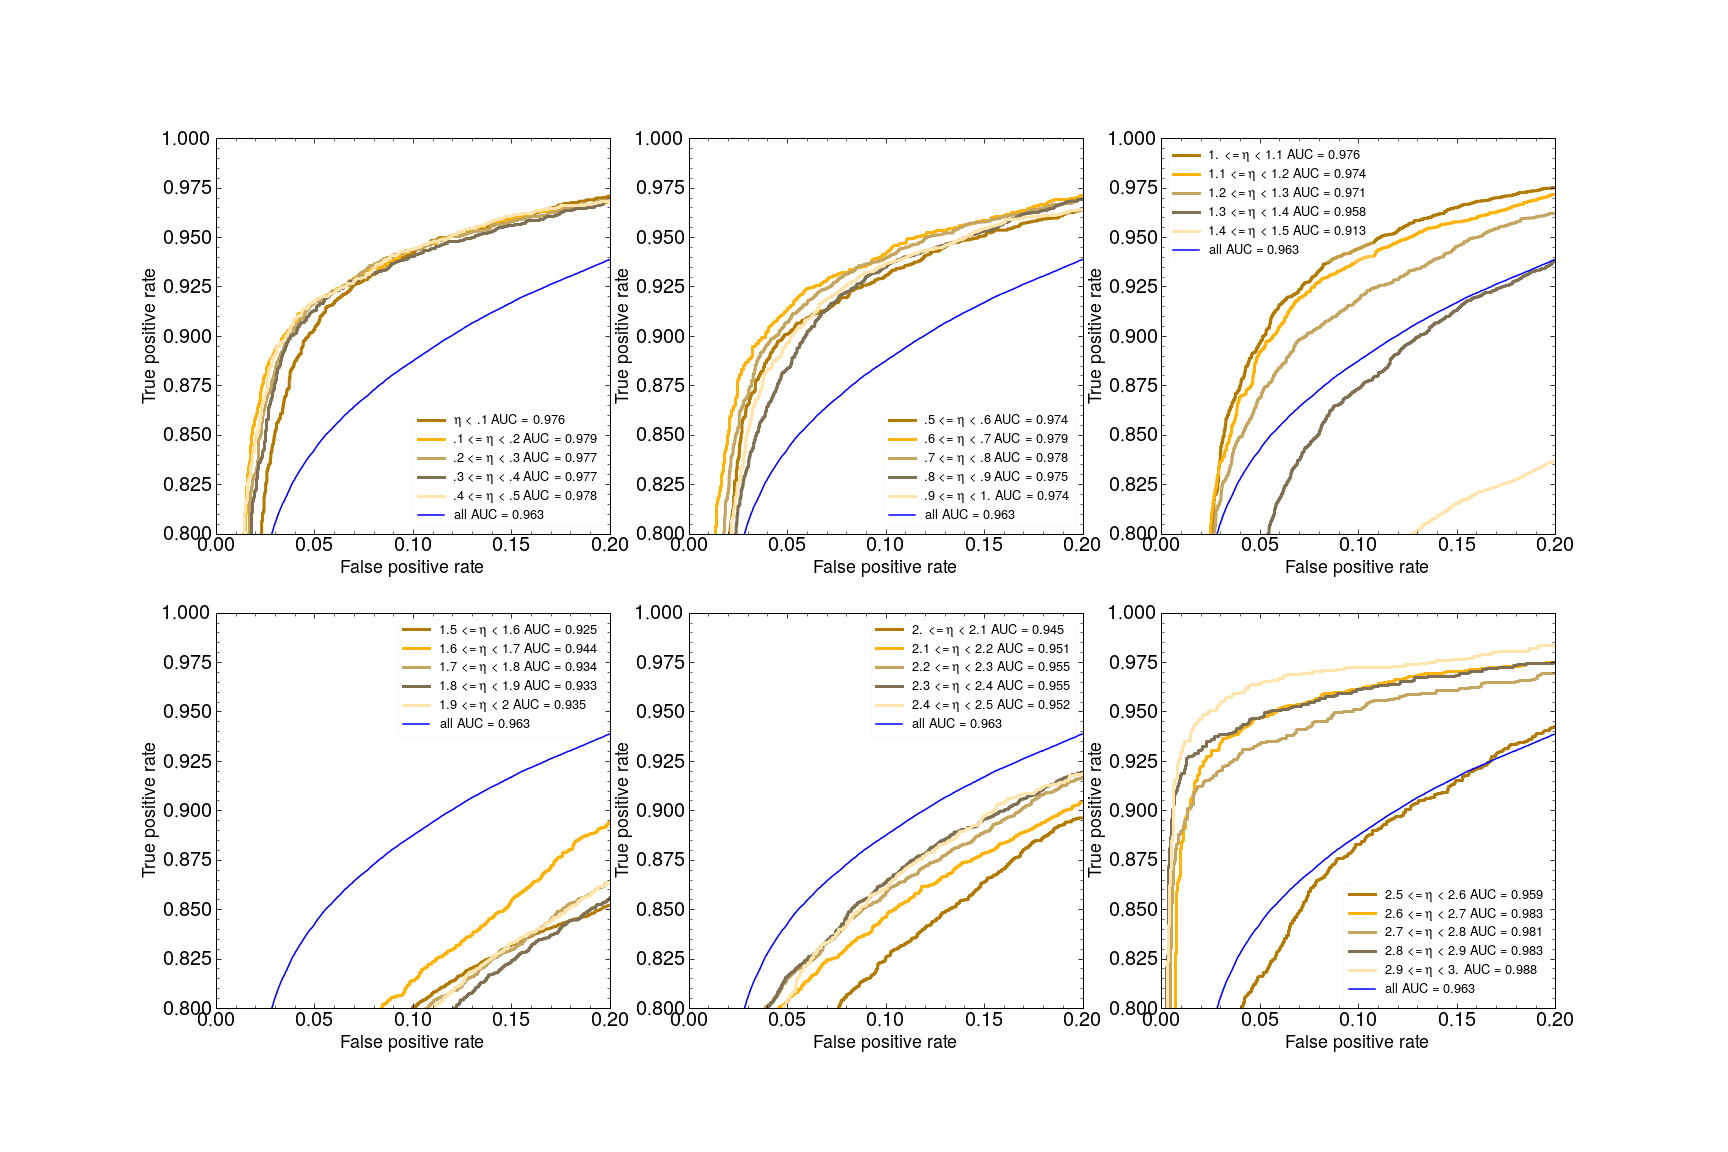 1.000
0.975
0.950
0.925
0.900
0.875
0.850
0.825
0.800
True positive rate
η < .1 AUC = 0.976
.1 <= η < .2 AUC = 0.979
.2 <= η < .3 AUC = 0.977
.3 <= η < .4 AUC = 0.977
.4 <= η < .5 AUC = 0.978
all AUC = 0.963
0.00 0.05 0.10 0.15 0.20
False positive rate
1.000
0.975
0.950
0.925
0.900
0.875
0.850
0.825
0.800
True positive rate
.5 <= η < .6 AUC = 0.974
.6 <= η < .7 AUC = 0.979
.7 <= η < .8 AUC = 0.978
.8 <= η < .9 AUC = 0.975
.9 <= η < 1. AUC = 0.974
all AUC = 0.963
0.00 0.05 0.10 0.15 0.20
False positive rate
1.000
0.975
0.950
0.925
0.900
0.875
0.850
0.825
0.800
True positive rate
1. <= η < 1.1 AUC = 0.976
1.1 <= η < 1.2 AUC = 0.974
1.2 <= η < 1.3 AUC = 0.971
1.3 <= η < 1.4 AUC = 0.958
1.4 <= η < 1.5 AUC = 0.913
all AUC = 0.963
0.00 0.05 0.10 0.15 0.20
False positive rate
1.000
0.975
0.950
0.925
0.900
0.875
0.850
0.825
0.800
True positive rate
1.5 <= η < 1.6 AUC = 0.925
1.6 <= η < 1.7 AUC = 0.944
1.7 <= η < 1.8 AUC = 0.934
1.8 <= η < 1.9 AUC = 0.933
1.9 <= η < 2 AUC = 0.935
all AUC = 0.963
0.00 0.05 0.10 0.15 0.20
False positive rate
1.000
0.975
0.950
0.925
0.900
0.875
0.850
0.825
0.800
True positive rate
2. <= η < 2.1 AUC = 0.945
2.1 <= η < 2.2 AUC = 0.951
2.2 <= η < 2.3 AUC = 0.955
2.3 <= η < 2.4 AUC = 0.955
2.4 <= η < 2.5 AUC = 0.952
all AUC = 0.963
0.00 0.05 0.10 0.15 0.20
False positive rate
1.000
0.975
0.950
0.925
0.900
0.875
0.850
0.825
0.800
True positive rate
2.5 <= η < 2.6 AUC = 0.959
2.6 <= η < 2.7 AUC = 0.983
2.7 <= η < 2.8 AUC = 0.981
2.8 <= η < 2.9 AUC = 0.983
2.9 <= η < 3. AUC = 0.988
all AUC = 0.963
0.00 0.05 0.10 0.15 0.20
False positive rate